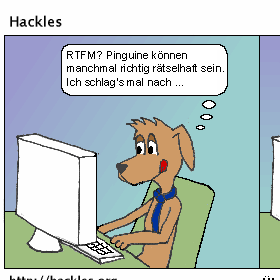 Hackles
RTFM? Pinguine können
manchmal richtig rätselhaft sein.
Ich schlag's mal nach ...
http://hackles.org